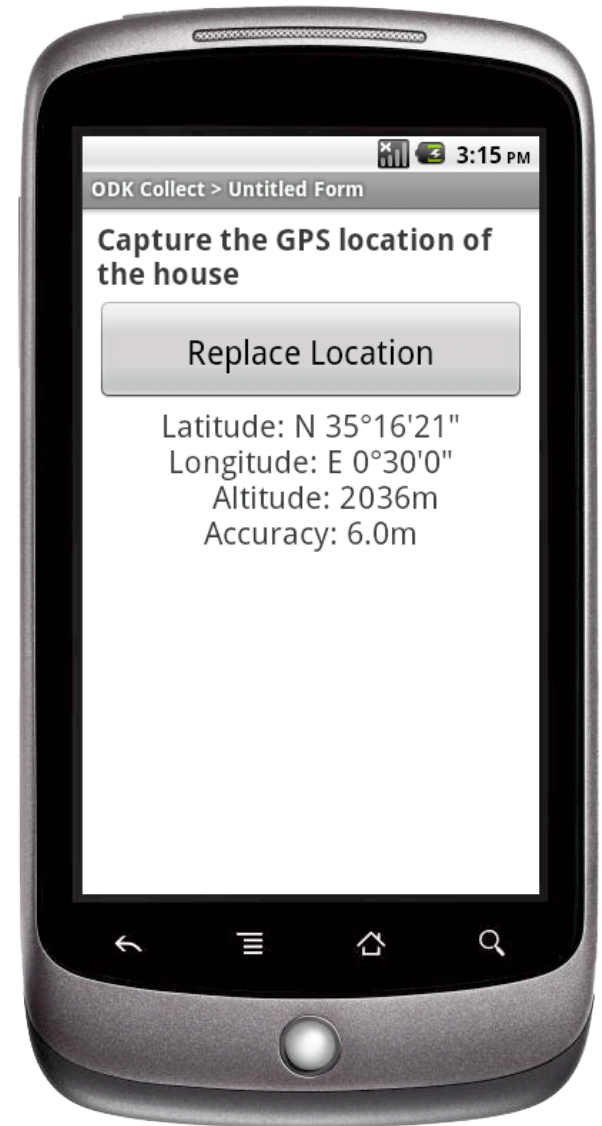 3:15 PM
ODK Collect > Untitled Form
Capture the GPS location of
the house
Replace Location
Latitude: N 35°16'21"
Longitude: E 0°30'0"
Altitude: 2036m
Accuracy: 6.0m